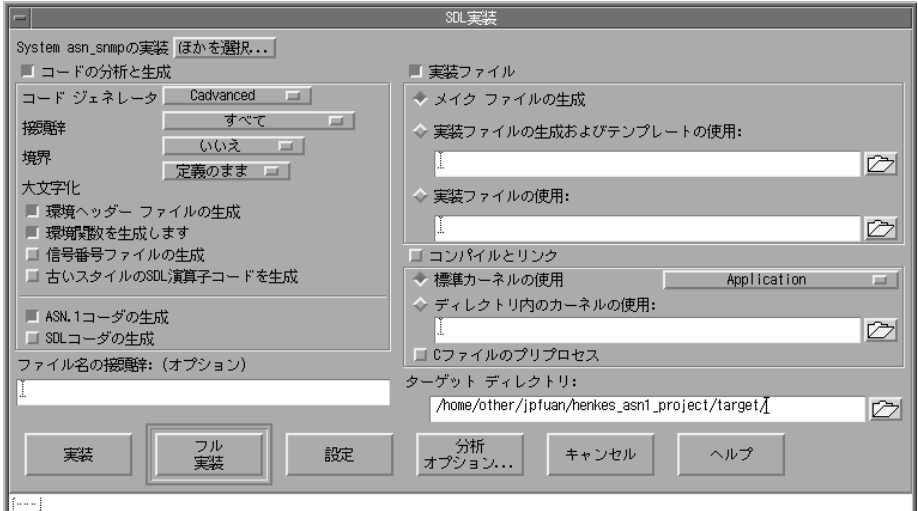 SDL実装
System asn_snmpの実装 ほかを選択...
コードの分析と生成
コード ジェネレータ Cadvanced
接頭辞 すべて
境界 いいえ
大文字化 定義のまま
環境ヘッダー ファイルの生成
環境関数を生成します
信号番号ファイルの生成
古いスタイルのSDL演算子コードを生成
ASN.1コーダの生成
SDLコーダの生成
ファイル名の接頭辞: (オプション)
実装ファイル
メイク ファイルの生成
実装ファイルの生成およびテンプレートの使用:
実装ファイルの使用:
コンパイルとリンク
標準カーネルの使用 Application
ディレクトリ内のカーネルの使用:
Cファイルのプリプロセス
ターゲット ディレクトリ:
/home/other/jpfuan/henkes_asn1_project/target/
実装
フル
実装
設定
分析
オプション...
キャンセル
ヘルプ